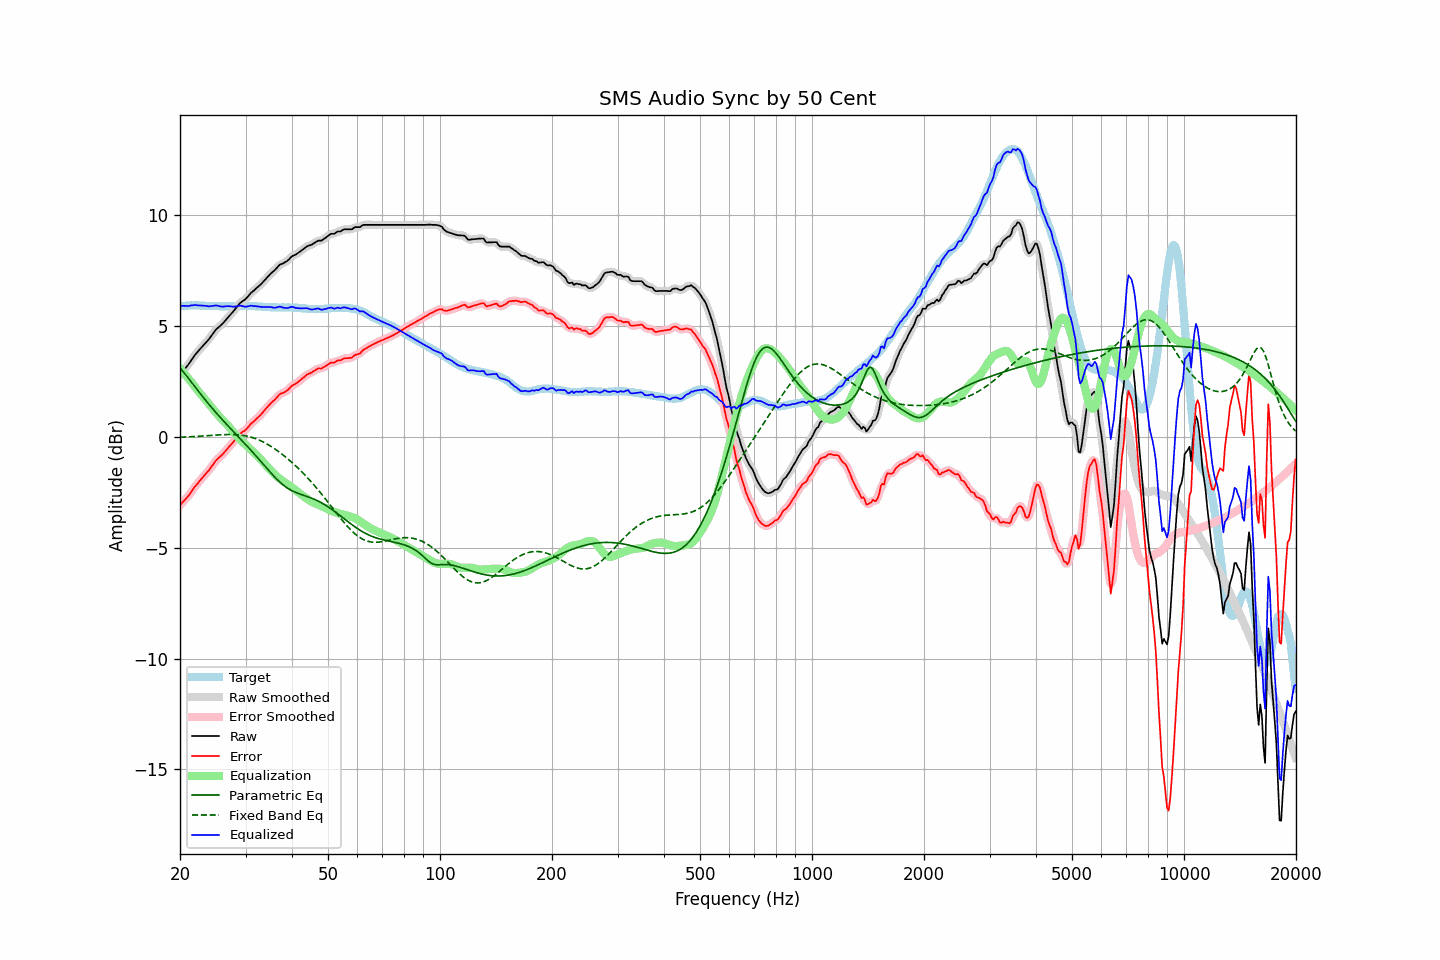 SMS Audio Sync by 50 Cent
10
5
0
−5
−10
−15
Amplitude (dBr)
Target
Raw Smoothed
Error Smoothed
Raw
Error
Equalization
Parametric Eq
Fixed Band Eq
Equalized
20 50 100 200 500 1000 2000 5000 10000 20000
Frequency (Hz)